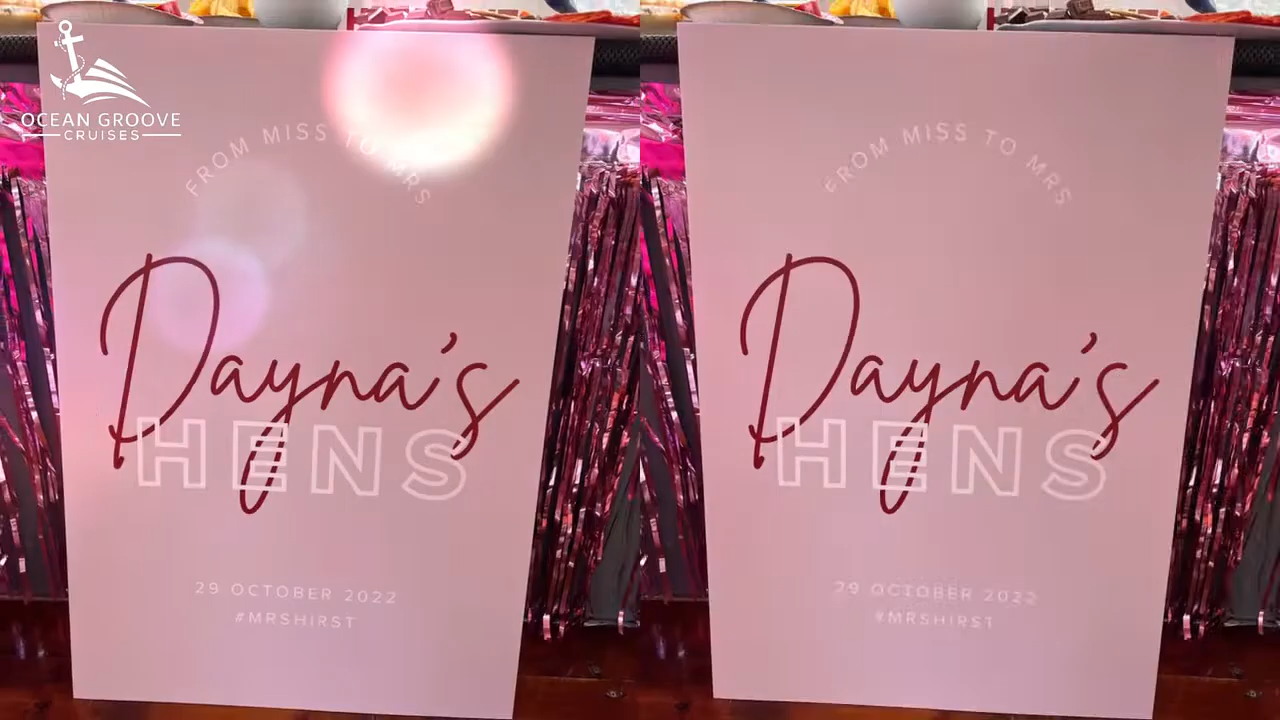 OCEAN GROOVE
CRUISES
FROM MISS TO MRS
Dayna's
HENS
29 OCTOBER 2022
#MRSHIRST
FROM MISS TO MRS
Dayna's
HENS
29 OCTOBER 2022
#MRSHIRST